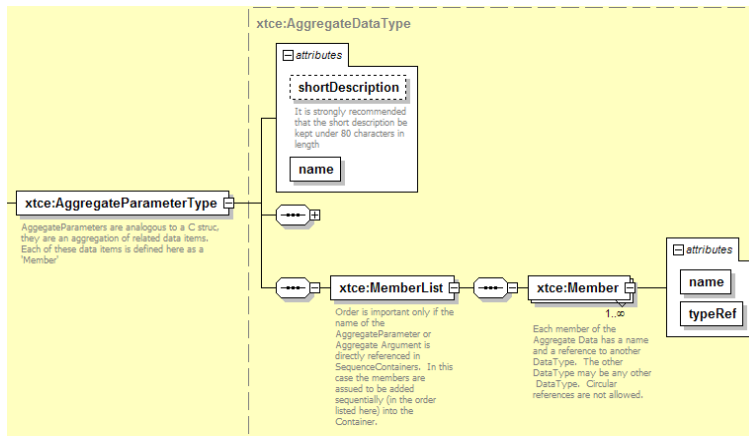 xtce:AggregateDataType
attributes
shortDescription
It is strongly recommended
that the short description be
kept under 80 characters in
length
name
xtce:AggregateParameterType
AggegateParameters are analogous to a C struc,
they are an aggregation of related data items.
Each of these data items is defined here as a
'Member'
xtce:MemberList
Order is important only if the
name of the
AggregateParameter or
Aggregate Argument is
directly referenced in
SequenceContainers.  In this
case the members are
assued to be added
sequentially (in the order
listed here) into the
Container.
xtce:Member
1..∞
Each member of the
Aggregate Data has a name
and a reference to another
DataType.  The other
DataType may be any other
DataType.  Circular
references are not allowed.
attributes
name
typeRef